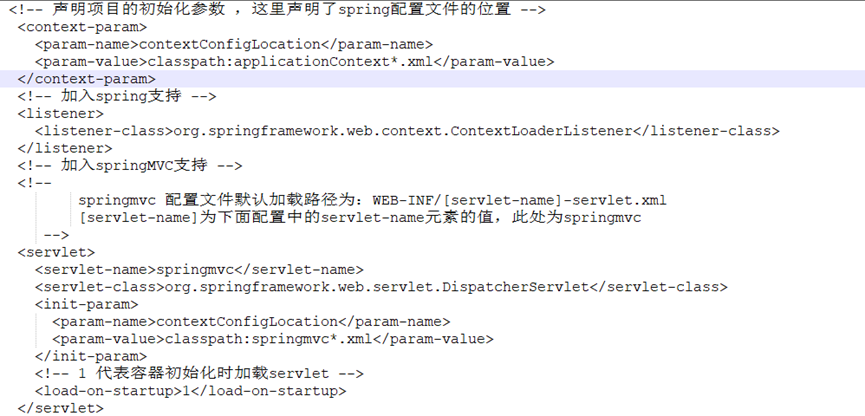 <!-- 声明项目的初始化参数 ，这里声明了spring配置文件的位置 -->
<context-param>
<param-name>contextConfigLocation</param-name>
<param-value>classpath:applicationContext*.xml</param-value>
</context-param>
<!-- 加入spring支持 -->
<listener>
<listener-class>org.springframework.web.context.ContextLoaderListener</listener-class>
</listener>
<!-- 加入springMVC支持 -->
<!--
springmvc 配置文件默认加载路径为：WEB-INF/[servlet-name]-servlet.xml
[servlet-name]为下面配置中的servlet-name元素的值，此处为springmvc
-->
<servlet>
<servlet-name>springmvc</servlet-name>
<servlet-class>org.springframework.web.servlet.DispatcherServlet</servlet-class>
<init-param>
<param-name>contextConfigLocation</param-name>
<param-value>classpath:springmvc*.xml</param-value>
</init-param>
<!-- 1 代表容器初始化时加载servlet -->
<load-on-startup>1</load-on-startup>
</servlet>